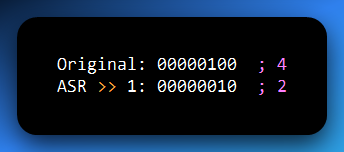 Original: 00000100  ; 4
ASR >> 1: 00000010  ; 2